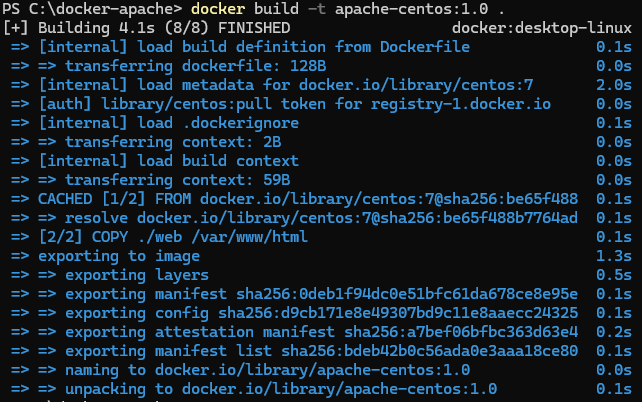 PS C:\docker-apache> docker build -t apache-centos:1.0 .
[+] Building 4.1s (8/8) FINISHED docker:desktop-linux
=> [internal] load build definition from Dockerfile 0.1s
=> => transferring dockerfile: 128B 0.0s
=> [internal] load metadata for docker.io/library/centos:7 2.0s
=> [auth] library/centos:pull token for registry-1.docker.io 0.0s
=> [internal] load .dockerignore 0.1s
=> => transferring context: 2B 0.0s
=> [internal] load build context 0.0s
=> => transferring context: 59B 0.0s
=> CACHED [1/2] FROM docker.io/library/centos:7@sha256:be65f488 0.1s
=> => resolve docker.io/library/centos:7@sha256:be65f488b7764ad 0.1s
=> [2/2] COPY ./web /var/www/html 0.1s
=> exporting to image 1.3s
=> => exporting layers 0.5s
=> => exporting manifest sha256:0deb1f94dc0e51bfc61da678ce8e95e 0.1s
=> => exporting config sha256:d9cb171e8e49307bd9c11e8aaecc24325 0.1s
=> => exporting attestation manifest sha256:a7bef06bfbc363d63e4 0.2s
=> => exporting manifest list sha256:bdeb42b0c56ada0e3aaa18ce80 0.1s
=> => naming to docker.io/library/apache-centos:1.0 0.0s
=> => unpacking to docker.io/library/apache-centos:1.0 0.1s